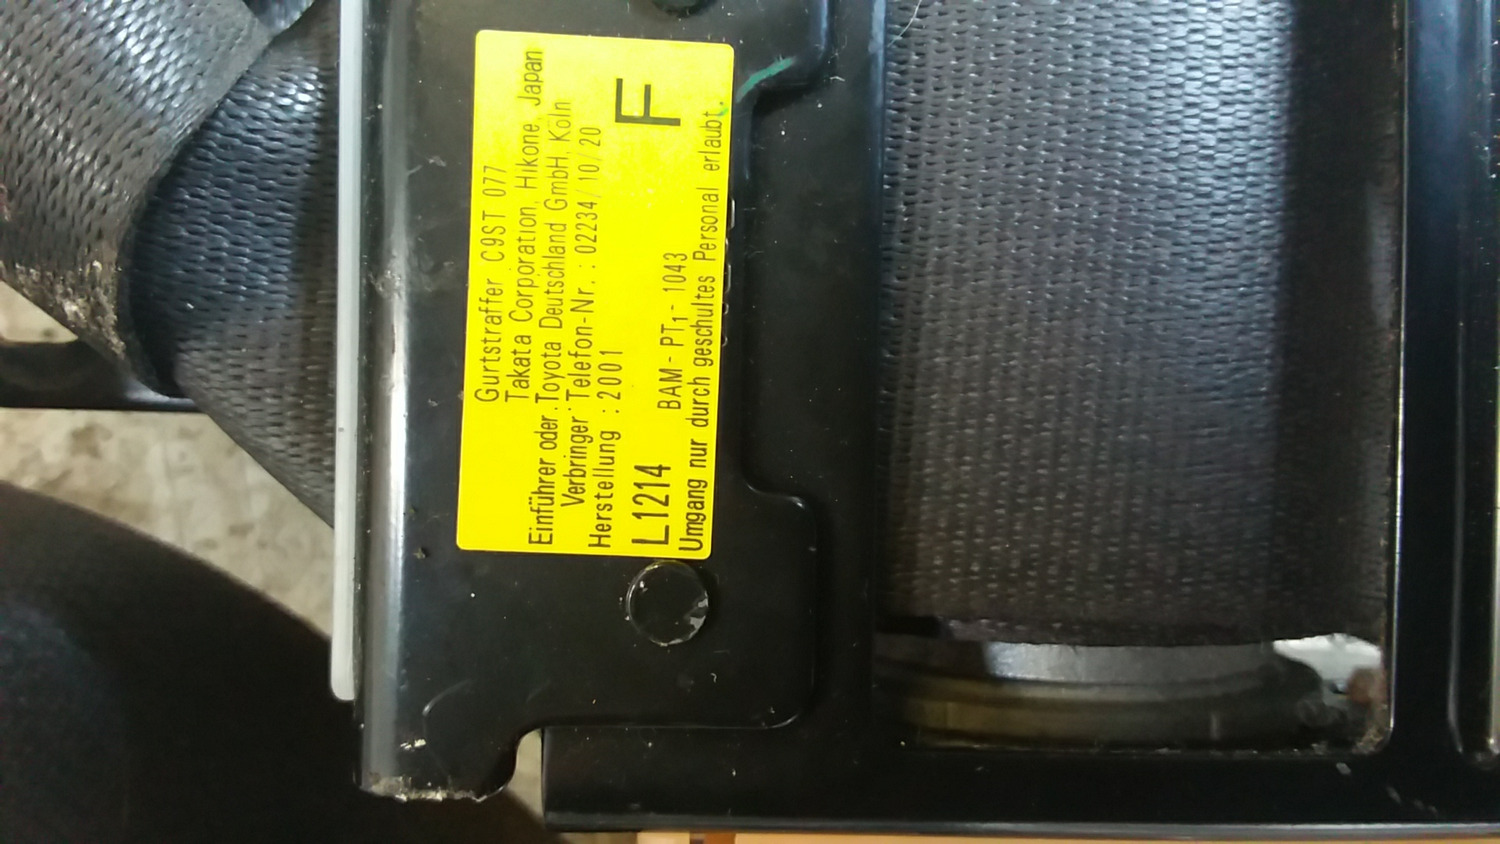 Gurtstraffer C9ST 077
Takata Corporation, Hikone, Japan
Einführer oder Toyota Deutschland GmbH, Köln
Verbringer Telefon-Nr.: 02234/10/20
Herstellung : 2001
F
L1214 BAM-PT1-1043
Umgang nur durch geschultes Personal erlaubt.